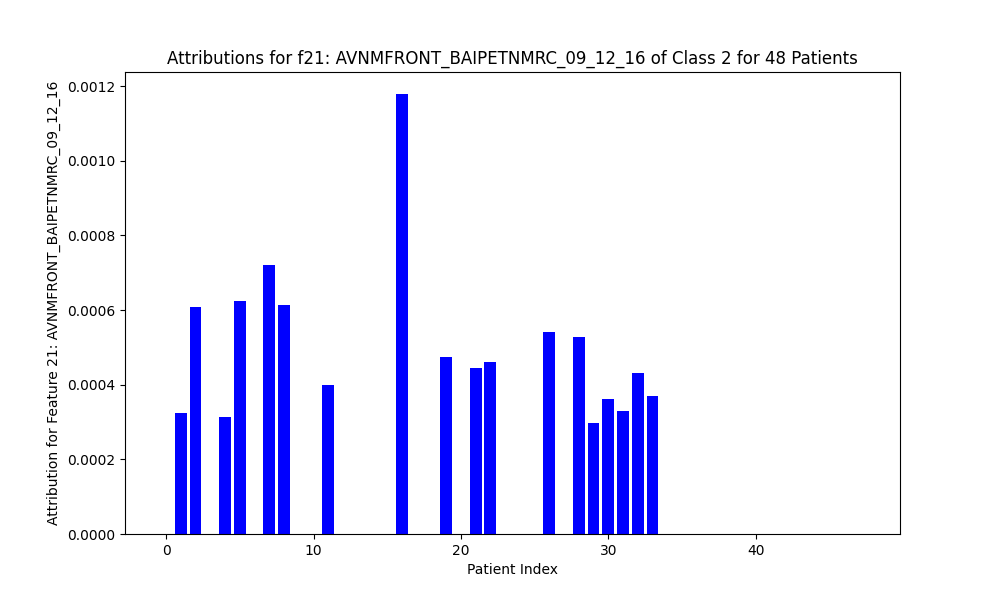 Attributions for f21: AVNMFRONT_BAIPETNMRC_09_12_16 of Class 2 for 48 Patients
Attribution for Feature 21: AVNMFRONT_BAIPETNMRC_09_12_16
0.0012
0.0010
0.0008
0.0006
0.0004
0.0002
0.0000
0 10 20 30 40
Patient Index